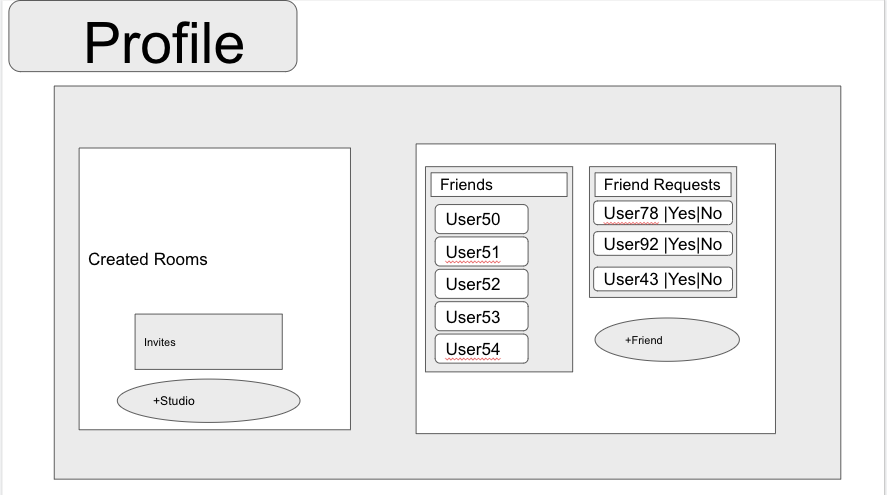 Profile
Created Rooms
Invites
+Studio
Friends
User50
User51
User52
User53
User54
Friend Requests
User78 |Yes|No
User92 |Yes|No
User43 |Yes|No
+Friend